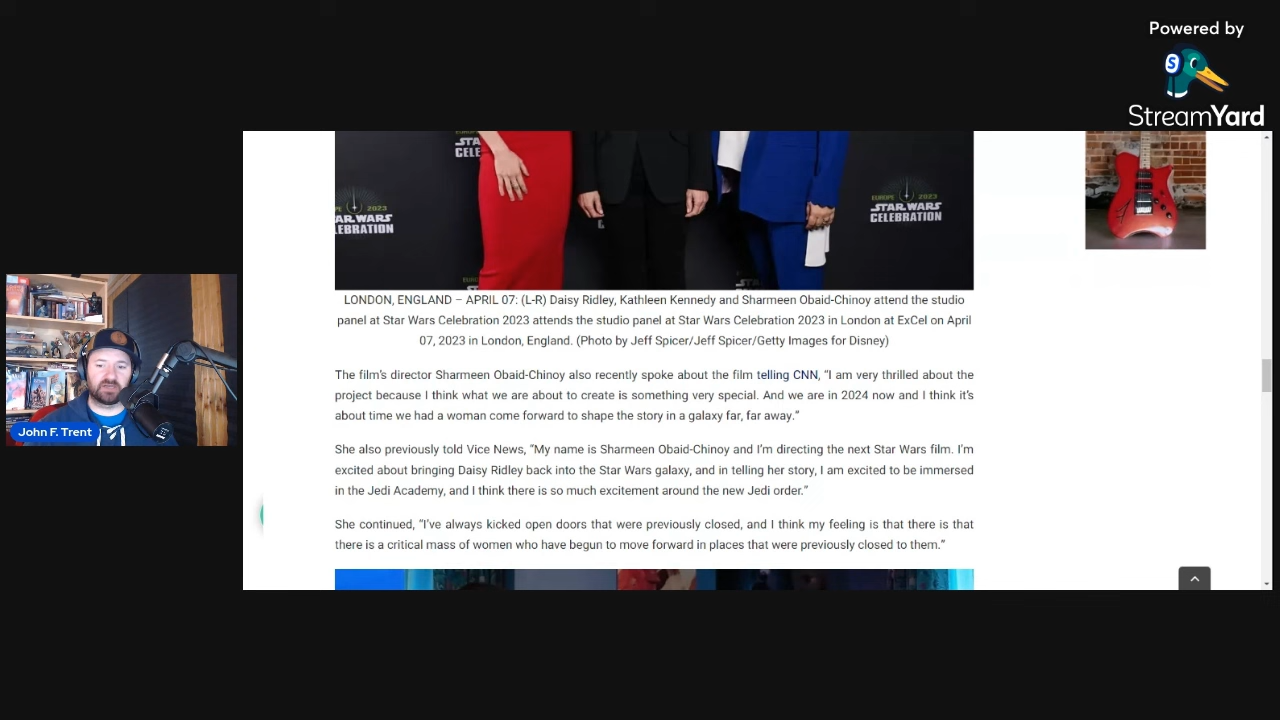 Powered by
S
StreamYard
STA
CELE
EUROPE 2023
STAR WARS
CELEBRATION
LONDON, ENGLAND – APRIL 07: (L-R) Daisy Ridley, Kathleen Kennedy and Sharmeen Obaid-Chinoy attend the studio
panel at Star Wars Celebration 2023 attends the studio panel at Star Wars Celebration 2023 in London at ExCel on April
07, 2023 in London, England. (Photo by Jeff Spicer/Jeff Spicer/Getty Images for Disney)
The film’s director Sharmeen Obaid-Chinoy also recently spoke about the film telling CNN, “I am very thrilled about the
project because I think what we are about to create is something very special. And we are in 2024 now and I think it’s
about time we had a woman come forward to shape the story in a galaxy far, far away.”
She also previously told Vice News, “My name is Sharmeen Obaid-Chinoy and I’m directing the next Star Wars film. I’m
excited about bringing Daisy Ridley back into the Star Wars galaxy, and in telling her story, I am excited to be immersed
in the Jedi Academy, and I think there is so much excitement around the new Jedi order.”
She continued, “I’ve always kicked open doors that were previously closed, and I think my feeling is that there is that
there is a critical mass of women who have begun to move forward in places that were previously closed to them.”
John F. Trent